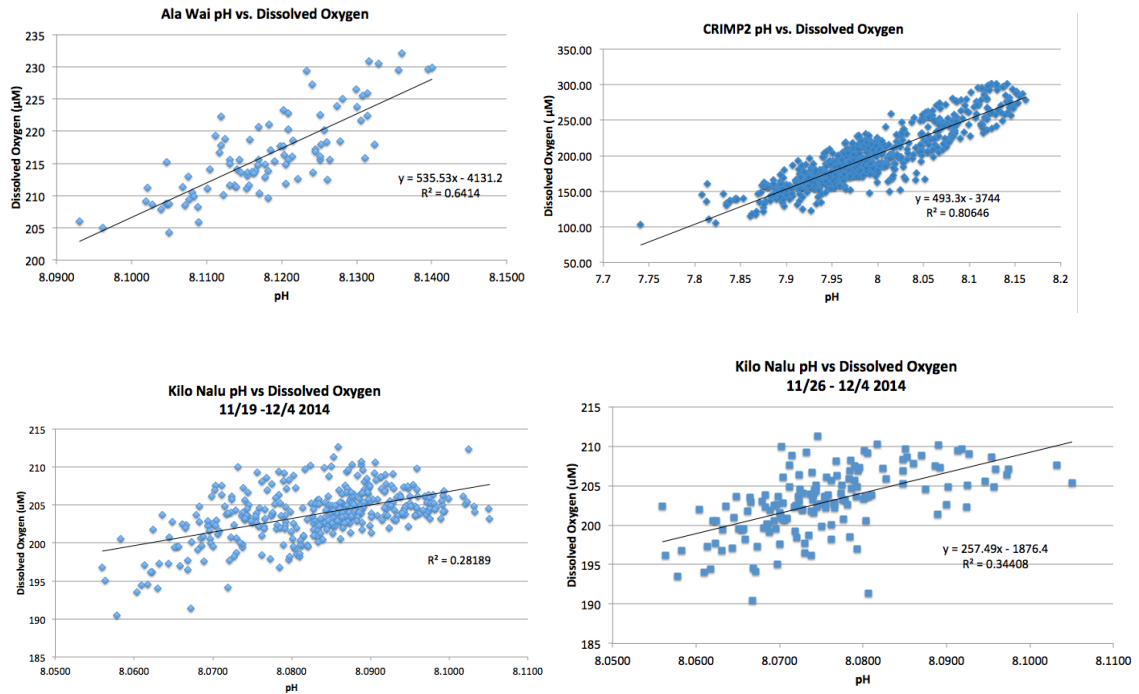 Ala Wai pH vs. Dissolved Oxygen
Dissolved Oxygen (µM)
235
230
225
220
215
210
205
200
y = 535.53x - 4131.2
R² = 0.6414
8.0900 8.1000 8.1100 8.1200 8.1300 8.1400 8.1500
pH
CRIMP2 pH vs. Dissolved Oxygen
Dissolved Oxygen ( µM)
350.00
300.00
250.00
200.00
150.00
100.00
50.00
y = 493.3x - 3744
R² = 0.80646
7.7 7.75 7.8 7.85 7.9 7.95 8 8.05 8.1 8.15 8.2
pH
Kilo Nalu pH vs Dissolved Oxygen
11/19 -12/4 2014
Dissolved Oxygen (uM)
215
210
205
200
195
190
185
R² = 0.28189
8.0500 8.0600 8.0700 8.0800 8.0900 8.1000 8.1100
pH
Kilo Nalu pH vs Dissolved Oxygen
11/26 - 12/4 2014
Dissolved Oxygen (uM)
215
210
205
200
195
190
185
y = 257.49x - 1876.4
R² = 0.34408
8.0500 8.0600 8.0700 8.0800 8.0900 8.1000 8.1100
pH